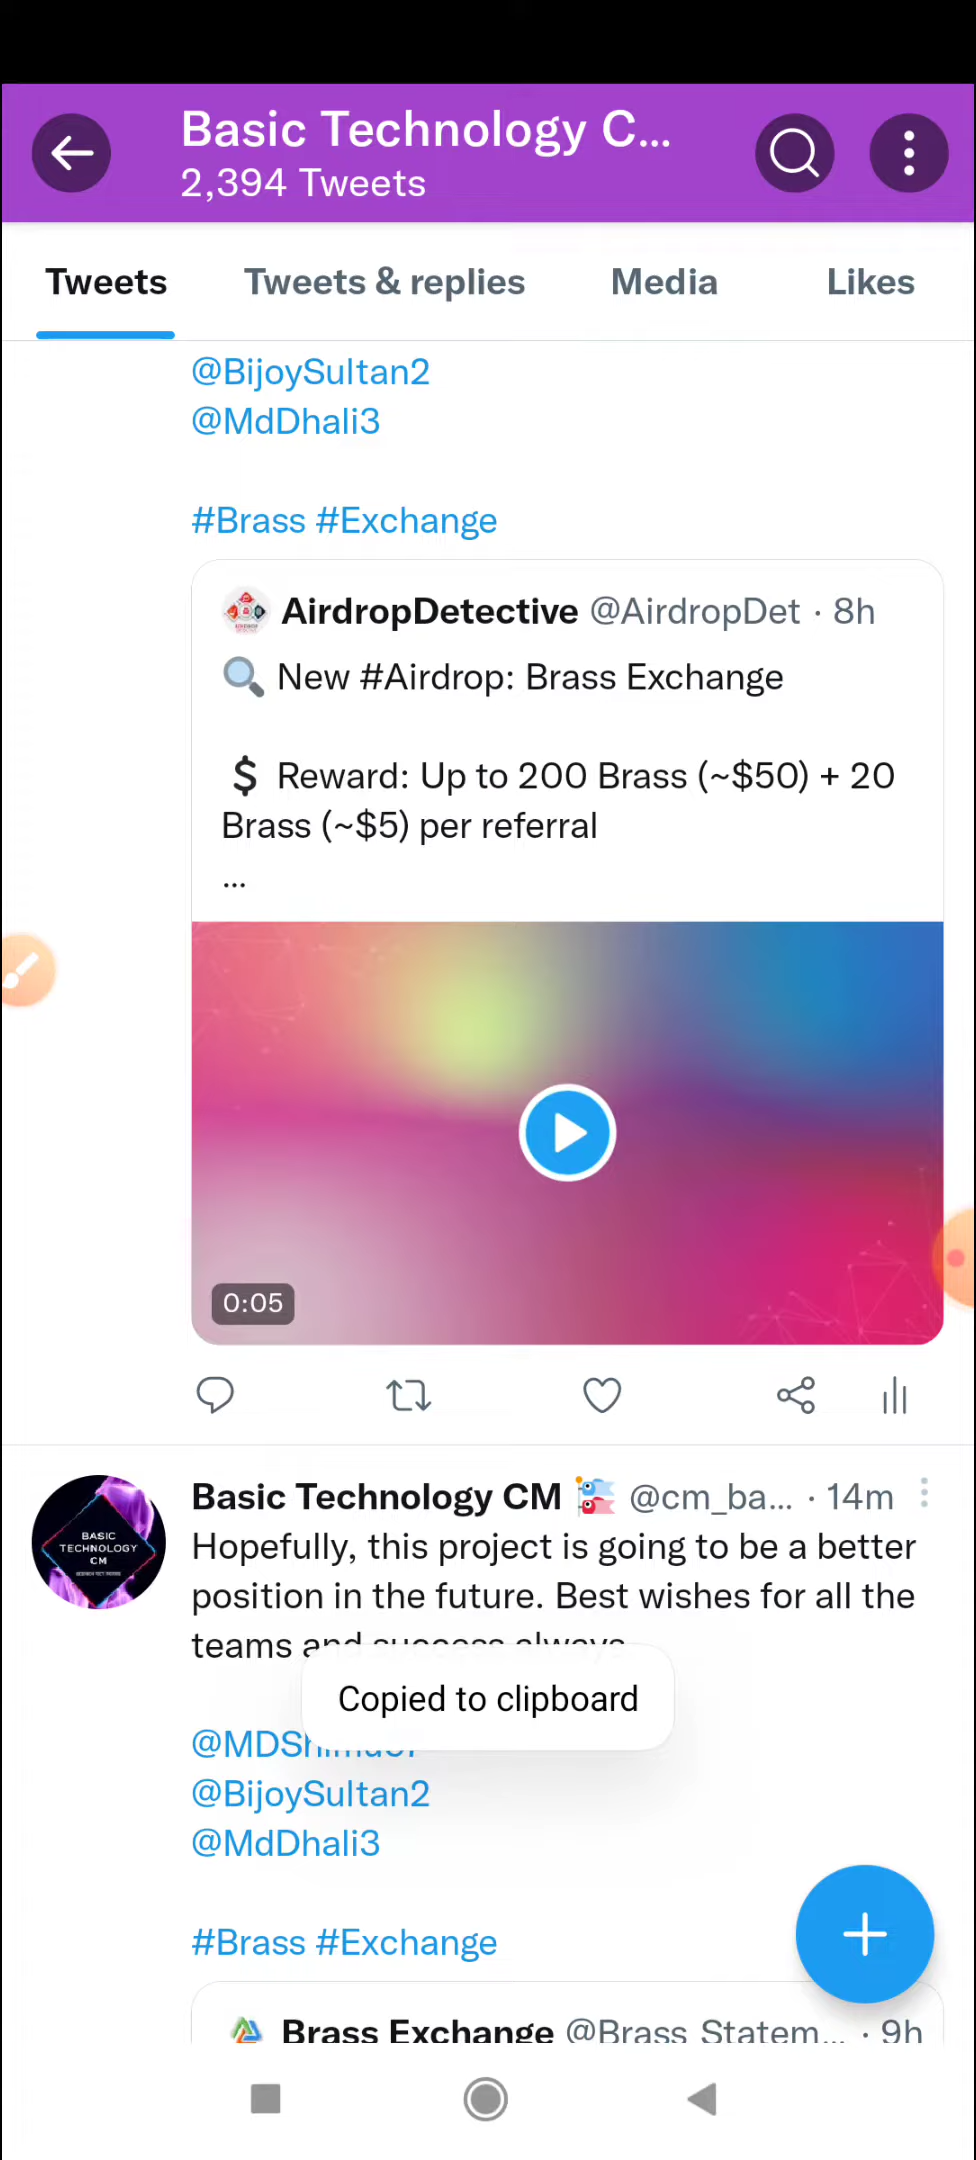 Basic Technology C...
2,394 Tweets
Tweets
Tweets & replies
Media
Likes
@BijoySultan2
@MdDhali3
#Brass #Exchange
AirdropDetective @AirdropDet · 8h
New #Airdrop: Brass Exchange
$ Reward: Up to 200 Brass (~$50) + 20
Brass (~$5) per referral
...
0:05
BASIC
TECHNOLOGY
CM
Basic Technology CM @cm_ba... · 14m
Hopefully, this project is going to be a better
position in the future. Best wishes for all the
teams and success always.
Copied to clipboard
@BijoySultan2
@MdDhali3
#Brass #Exchange
Brass Exchange @Brass_Statem... · 9h